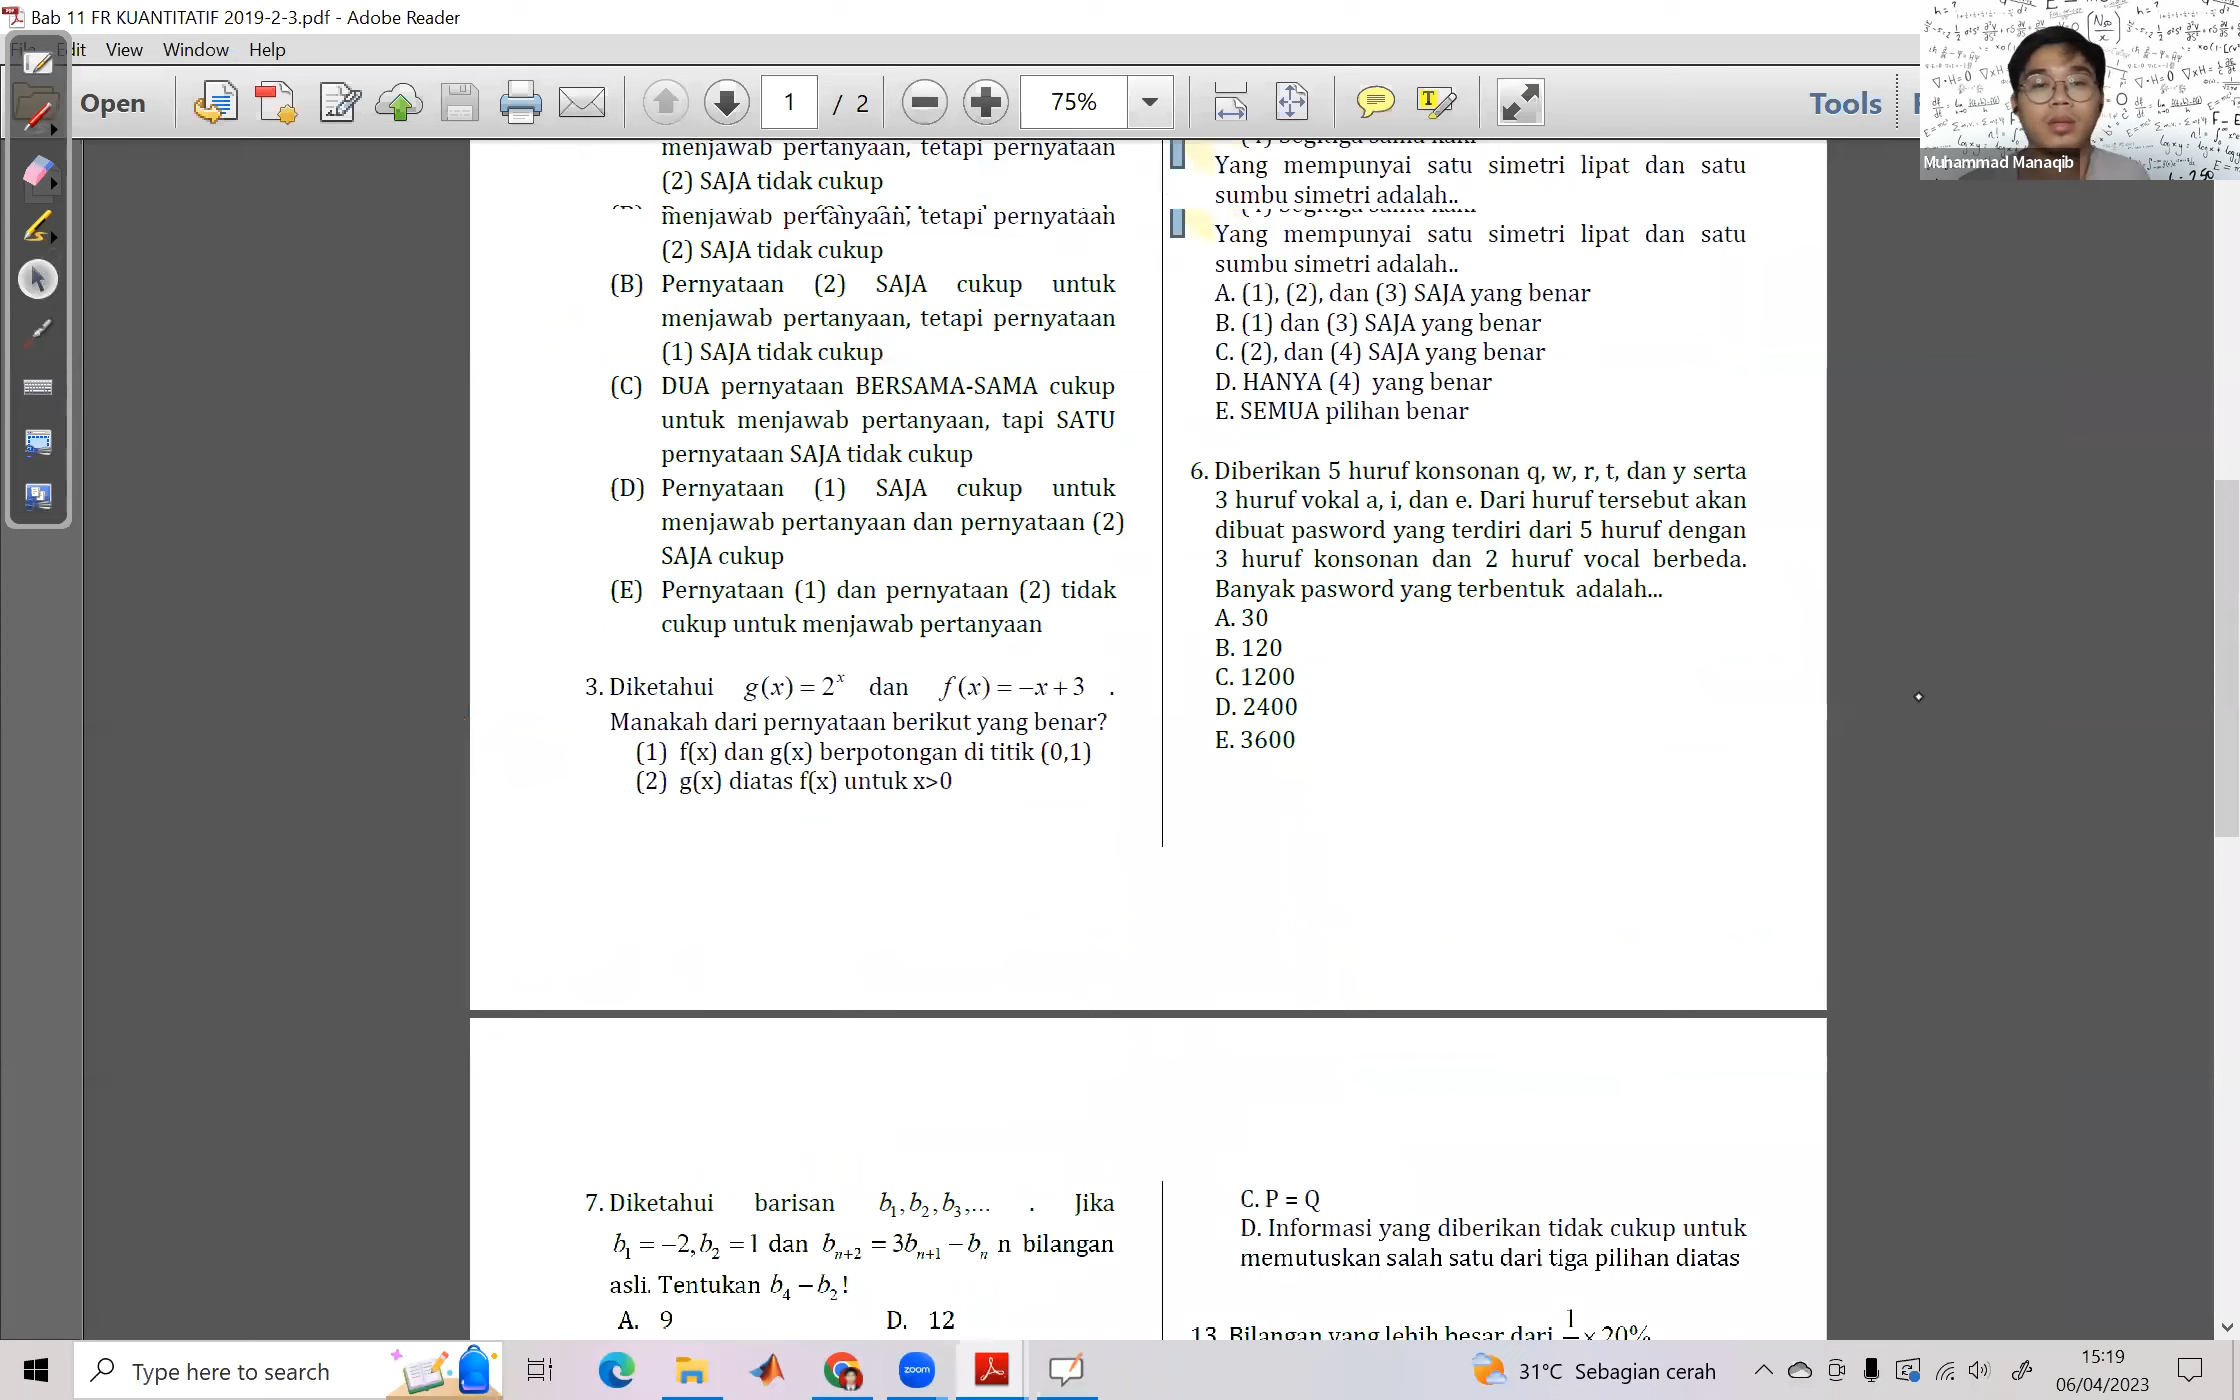 Bab 11 FR KUANTITATIF 2019-2-3.pdf - Adobe Reader
Edit View Window Help
Open
1 / 2
75%
Tools
Muhammad Manaqib
menjawab pertanyaan, tetapi pernyataan
(2) SAJA tidak cukup
menjawab pertanyaan, tetapi pernyataan
(2) SAJA tidak cukup
(B) Pernyataan (2) SAJA cukup untuk
menjawab pertanyaan, tetapi pernyataan
(1) SAJA tidak cukup
(C) DUA pernyataan BERSAMA-SAMA cukup
untuk menjawab pertanyaan, tapi SATU
pernyataan SAJA tidak cukup
(D) Pernyataan (1) SAJA cukup untuk
menjawab pertanyaan dan pernyataan (2)
SAJA cukup
(E) Pernyataan (1) dan pernyataan (2) tidak
cukup untuk menjawab pertanyaan
3. Diketahui g(x) = 2^x dan f(x) = −x + 3 .
Manakah dari pernyataan berikut yang benar?
(1) f(x) dan g(x) berpotongan di titik (0,1)
(2) g(x) diatas f(x) untuk x>0
Yang mempunyai satu simetri lipat dan satu
sumbu simetri adalah..
Yang mempunyai satu simetri lipat dan satu
sumbu simetri adalah..
A. (1), (2), dan (3) SAJA yang benar
B. (1) dan (3) SAJA yang benar
C. (2), dan (4) SAJA yang benar
D. HANYA (4) yang benar
E. SEMUA pilihan benar
6. Diberikan 5 huruf konsonan q, w, r, t, dan y serta
3 huruf vokal a, i, dan e. Dari huruf tersebut akan
dibuat pasword yang terdiri dari 5 huruf dengan
3 huruf konsonan dan 2 huruf vocal berbeda.
Banyak pasword yang terbentuk adalah...
A. 30
B. 120
C. 1200
D. 2400
E. 3600
7. Diketahui barisan b₁, b₂, b₃,... . Jika
b₁ = −2, b₂ = 1 dan bₙ₊₂ = 3bₙ₊₁ − bₙ n bilangan
asli. Tentukan b₄ − b₂ !
A. 9 D. 12
C. P = Q
D. Informasi yang diberikan tidak cukup untuk
memutuskan salah satu dari tiga pilihan diatas
13. Bilangan yang lebih besar dari 1 × 20%
Type here to search
zoom
31°C Sebagian cerah
15:19
06/04/2023